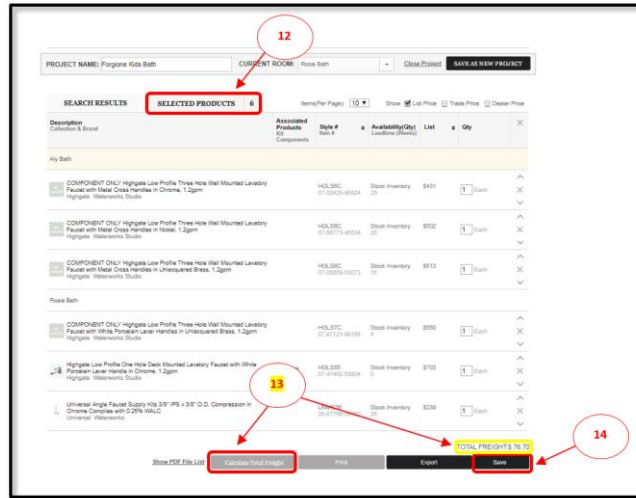 12
PROJECT NAME: Forgione Kids Bath CURRENT ROOM: Rosie Bath Close Project SAVE AS NEW PROJECT
SEARCH RESULTS SELECTED PRODUCTS 6 Items(Per Page): 10 Show List Price Trade Price Dealer Price
Description Associated Style # Availability(Qty) List Qty
Collection & Brand Products Item # Leadtime (Weeks)
Kit
Components
Aly Bath
COMPONENT ONLY Highgate Low Profile Three Hole Wall Mounted Lavatory
Faucet with Metal Cross Handles in Chrome, 1.2gpm
Highgate Waterworks Studio
Stock Inventory $431 1 Each
COMPONENT ONLY Highgate Low Profile Three Hole Wall Mounted Lavatory
Faucet with Metal Cross Handles in Nickel, 1.2gpm
Highgate Waterworks Studio
Stock Inventory $502 1 Each
COMPONENT ONLY Highgate Low Profile Three Hole Wall Mounted Lavatory
Faucet with Metal Cross Handles in Unlacquered Brass, 1.2gpm
Highgate Waterworks Studio
Stock Inventory $513 1 Each
Rosie Bath
COMPONENT ONLY Highgate Low Profile Three Hole Wall Mounted Lavatory
Faucet with White Porcelain Lever Handles in Unlacquered Brass, 1.2gpm
Highgate Waterworks Studio
Stock Inventory $560 1 Each
Highgate Low Profile One Hole Deck Mounted Lavatory Faucet with White
Porcelain Lever Handle in Chrome, 1.2gpm
Highgate Waterworks Studio
Stock Inventory $703 1 Each
13
Universal Angle Faucet Supply Kits 3/8" IPS x 3/8" O.D. Compression in
Chrome Complies with 0.25% WALC
Universal Waterworks
Stock Inventory $239 1 Each
14
TOTAL FREIGHT $ 78.70
Show PDF File List Calculate Total Freight Print Export Save